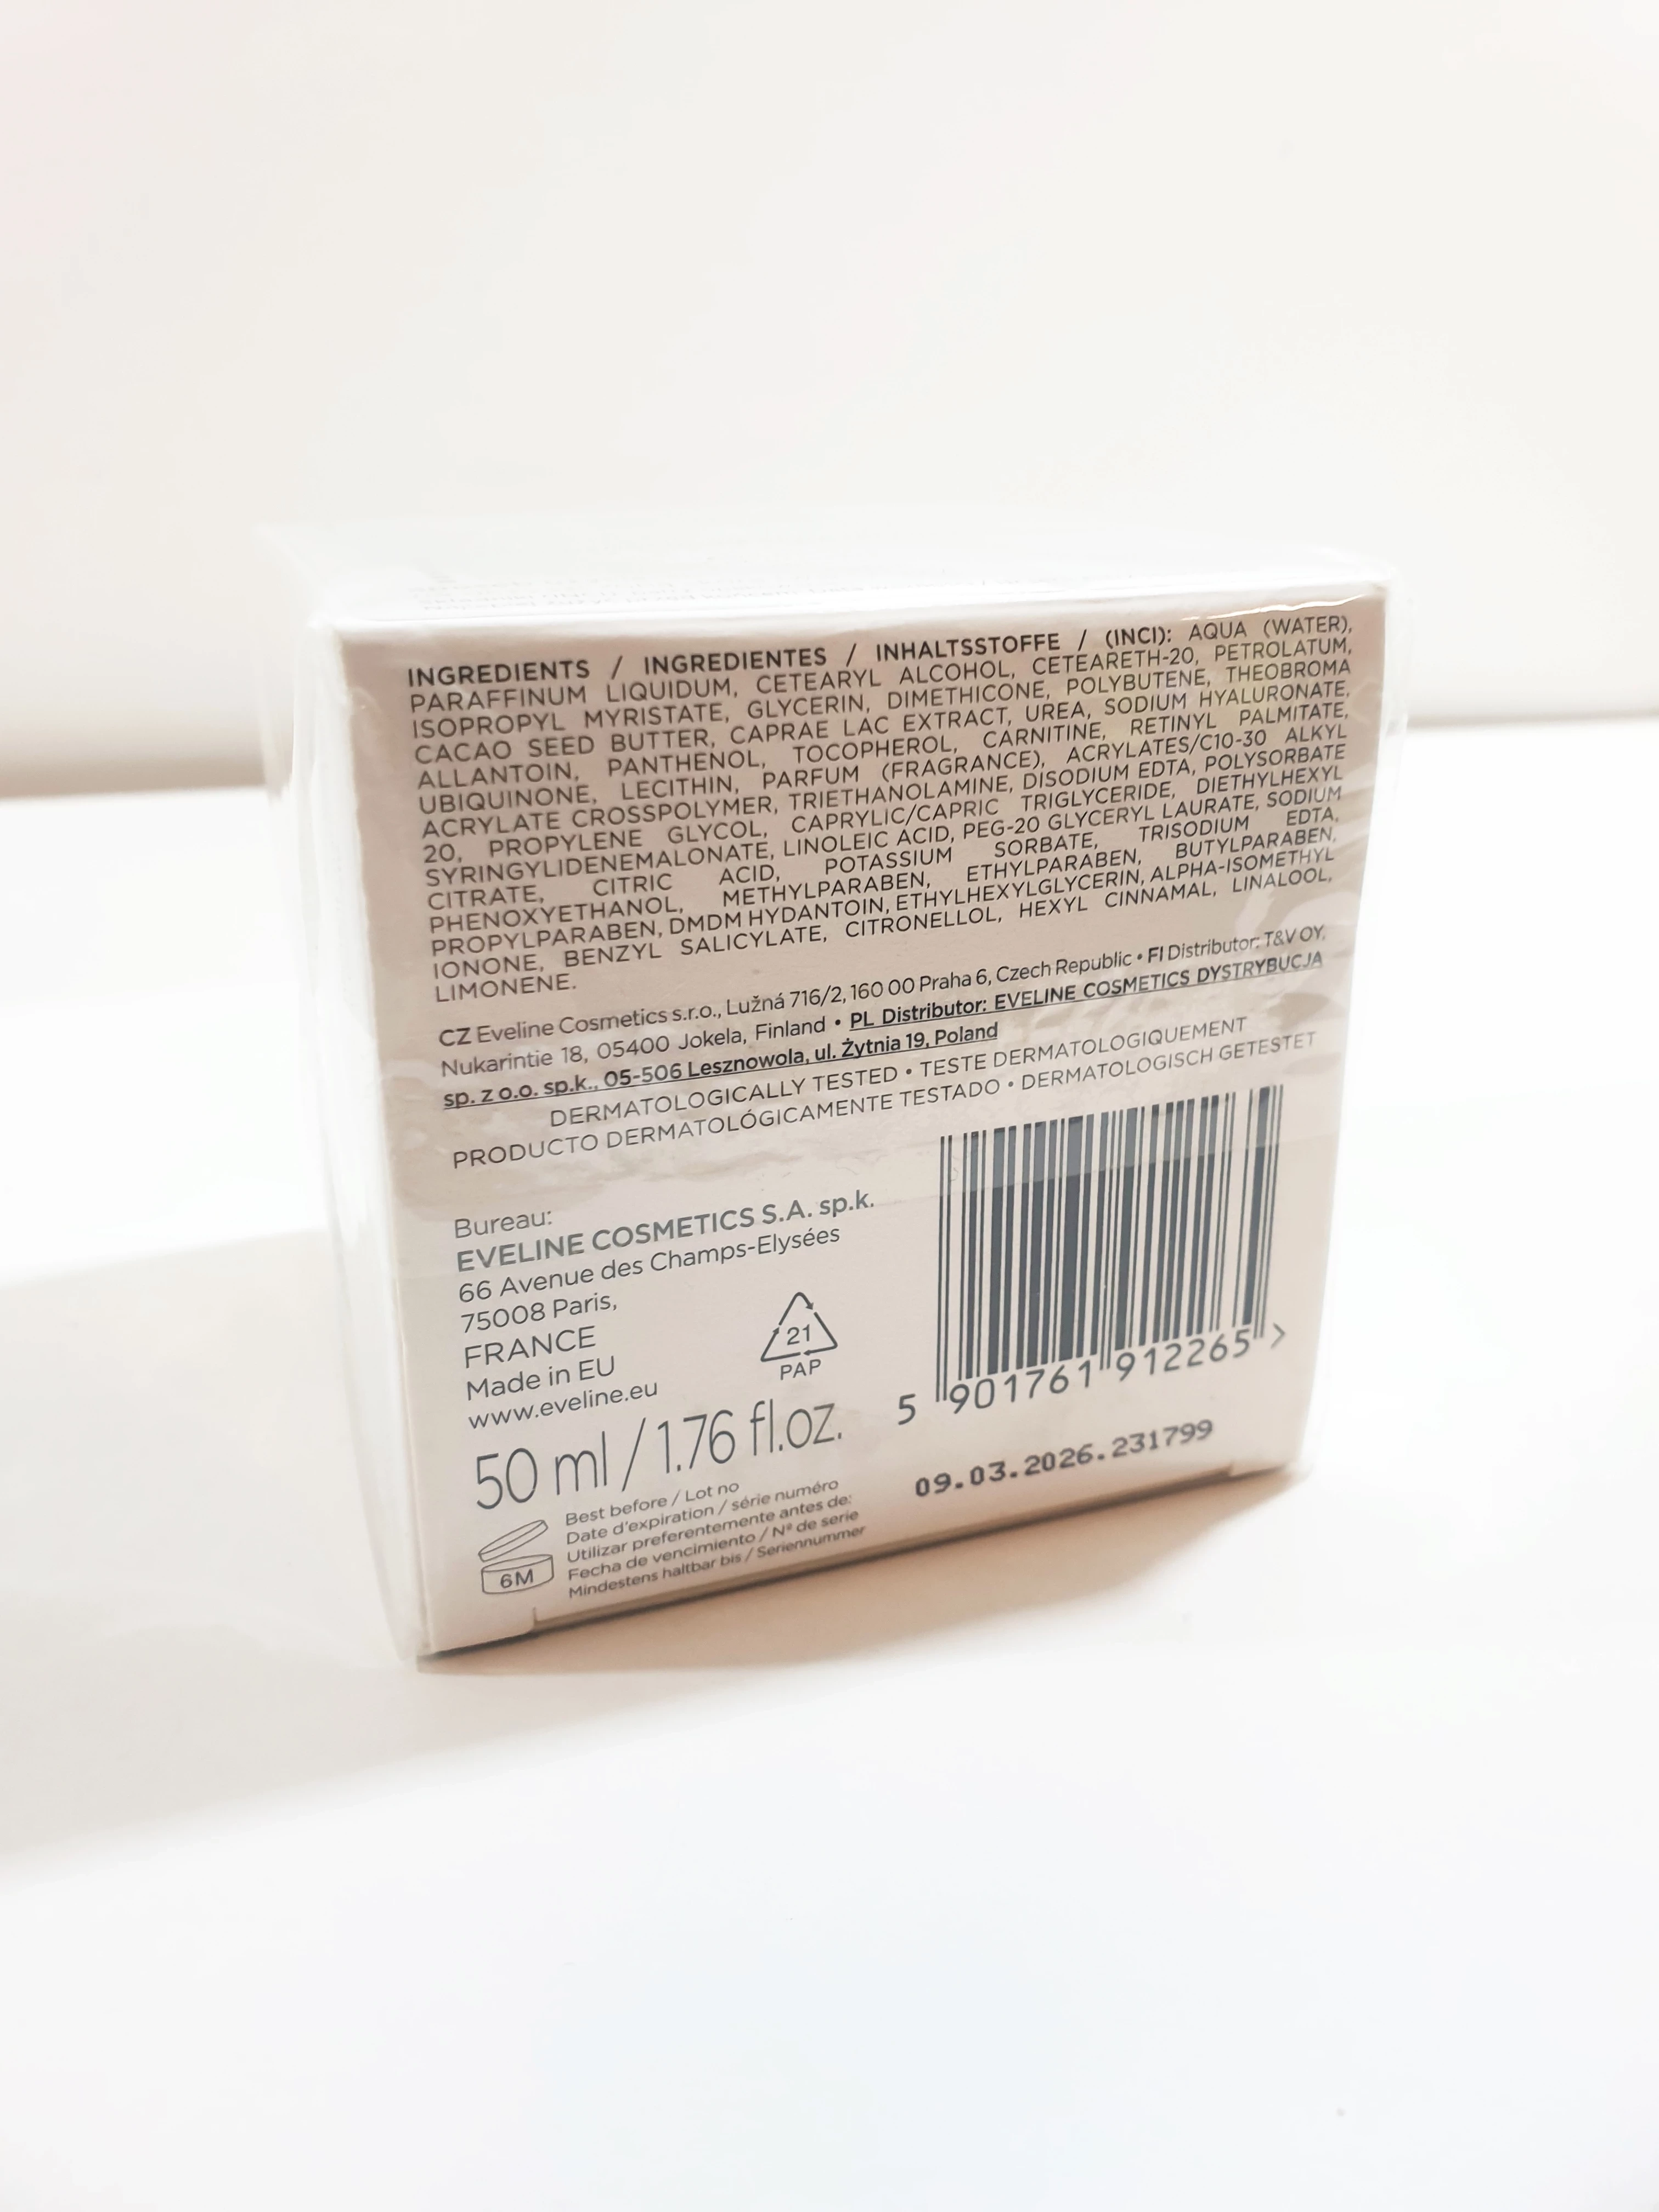 INGREDIENTS / INGREDIENTES / INHALTSSTOFFE / (INCI): AQUA (WATER),
PARAFFINUM LIQUIDUM, CETEARYL ALCOHOL, CETEARETH-20, PETROLATUM,
ISOPROPYL MYRISTATE, GLYCERIN, DIMETHICONE, POLYBUTENE, THEOBROMA
CACAO SEED BUTTER, CAPRAE LAC EXTRACT, UREA, SODIUM HYALURONATE,
ALLANTOIN, PANTHENOL, TOCOPHEROL, CARNITINE, RETINYL PALMITATE,
UBIQUINONE, LECITHIN, PARFUM (FRAGRANCE), ACRYLATES/C10-30 ALKYL
ACRYLATE CROSSPOLYMER, TRIETHANOLAMINE, DISODIUM EDTA, POLYSORBATE
20, PROPYLENE GLYCOL, CAPRYLIC/CAPRIC TRIGLYCERIDE, DIETHYLHEXYL
SYRINGYLIDENEMALONATE, LINOLEIC ACID, PEG-20 GLYCERYL LAURATE, SODIUM
CITRATE, CITRIC ACID, POTASSIUM SORBATE, TRISODIUM EDTA,
PHENOXYETHANOL, METHYLPARABEN, ETHYLPARABEN, BUTYLPARABEN,
PROPYLPARABEN, DMDM HYDANTOIN, ETHYLHEXYLGLYCERIN, ALPHA-ISOMETHYL
IONONE, BENZYL SALICYLATE, CITRONELLOL, HEXYL CINNAMAL, LINALOOL,
LIMONENE.
CZ Eveline Cosmetics s.r.o., Lužná 716/2, 160 00 Praha 6, Czech Republic • FI Distributor: T&V OY,
Nukarintie 18, 05400 Jokela, Finland • PL Distributor: EVELINE COSMETICS DYSTRYBUCJA
sp. z o.o. sp.k., 05-506 Lesznowola, ul. Żytnia 19, Poland
DERMATOLOGICALLY TESTED • TESTE DERMATOLOGIQUEMENT
PRODUCTO DERMATOLÓGICAMENTE TESTADO • DERMATOLOGISCH GETESTET
Bureau:
EVELINE COSMETICS S.A. sp.k.
66 Avenue des Champs-Elysées
75008 Paris,
FRANCE
Made in EU
www.eveline.eu
21
PAP
50 ml / 1.76 fl.oz.
5 901761 912265 >
09.03.2026.231799
6M
Best before / Lot no
Date d'expiration / série numéro
Utilizar preferentemente antes de:
Fecha de vencimiento / Nº de serie
Mindestens haltbar bis / Seriennummer